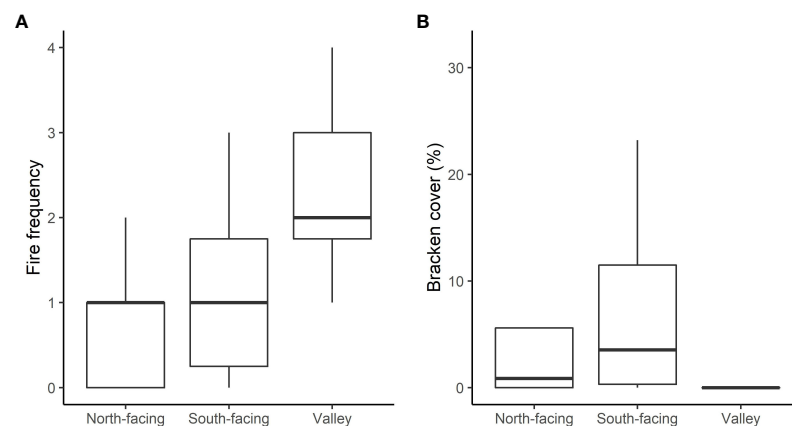 A
Fire frequency
4
3
2
1
0
North-facing South-facing Valley
B
Bracken cover (%)
30
20
10
0
North-facing South-facing Valley